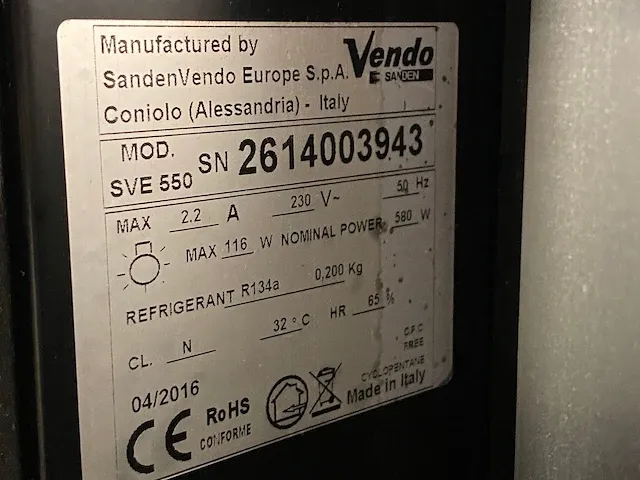 Manufactured by
SandenVendo Europe S.p.A.
Coniolo (Alessandria) - Italy
Vendo
SANDEN
MOD.
SVE 550
SN 2614003943
MAX 2.2 A 230 V~ 50 Hz
MAX 116 W NOMINAL POWER 580 W
REFRIGERANT R134a 0,200 Kg
CL. N 32 °C HR 65 %
C.F.C
FREE
CYCLOPENTANE
04/2016
CE RoHS
CONFORME
Made in Italy